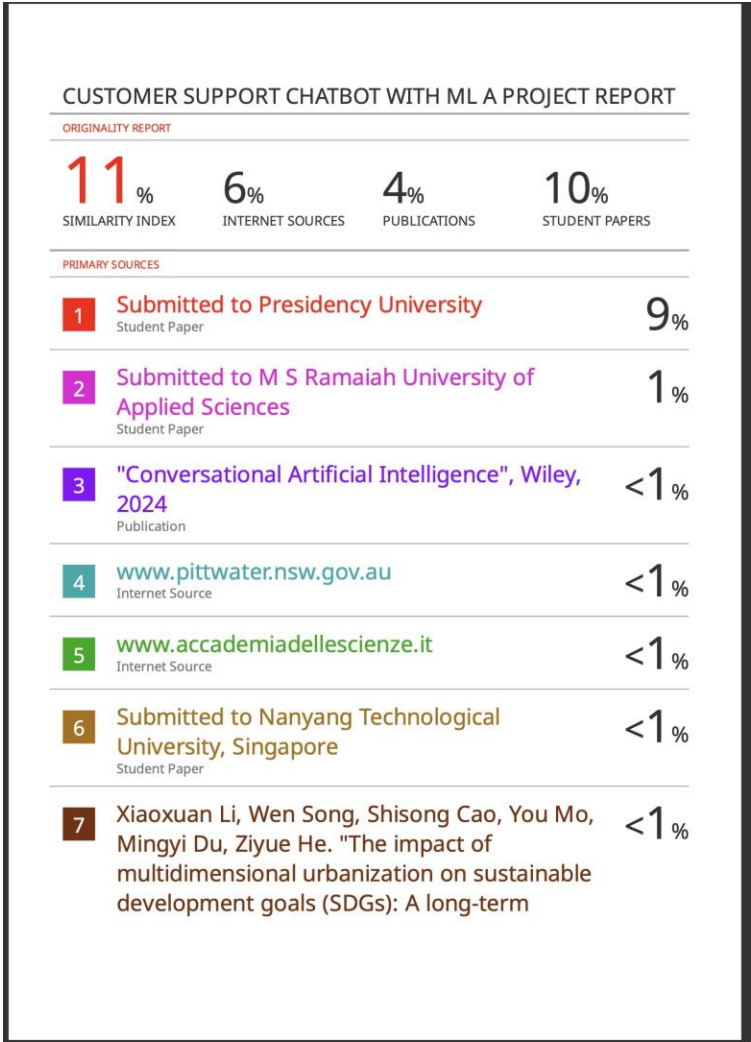 CUSTOMER SUPPORT CHATBOT WITH ML A PROJECT REPORT
ORIGINALITY REPORT
11% 6% 4% 10%
SIMILARITY INDEX INTERNET SOURCES PUBLICATIONS STUDENT PAPERS
PRIMARY SOURCES
1 Submitted to Presidency University 9%
Student Paper
2 Submitted to M S Ramaiah University of 1%
Applied Sciences
Student Paper
3 "Conversational Artificial Intelligence", Wiley, <1%
2024
Publication
4 www.pittwater.nsw.gov.au <1%
Internet Source
5 www.accademiadellescienze.it <1%
Internet Source
6 Submitted to Nanyang Technological <1%
University, Singapore
Student Paper
7 Xiaoxuan Li, Wen Song, Shisong Cao, You Mo, <1%
Mingyi Du, Ziyue He. "The impact of
multidimensional urbanization on sustainable
development goals (SDGs): A long-term